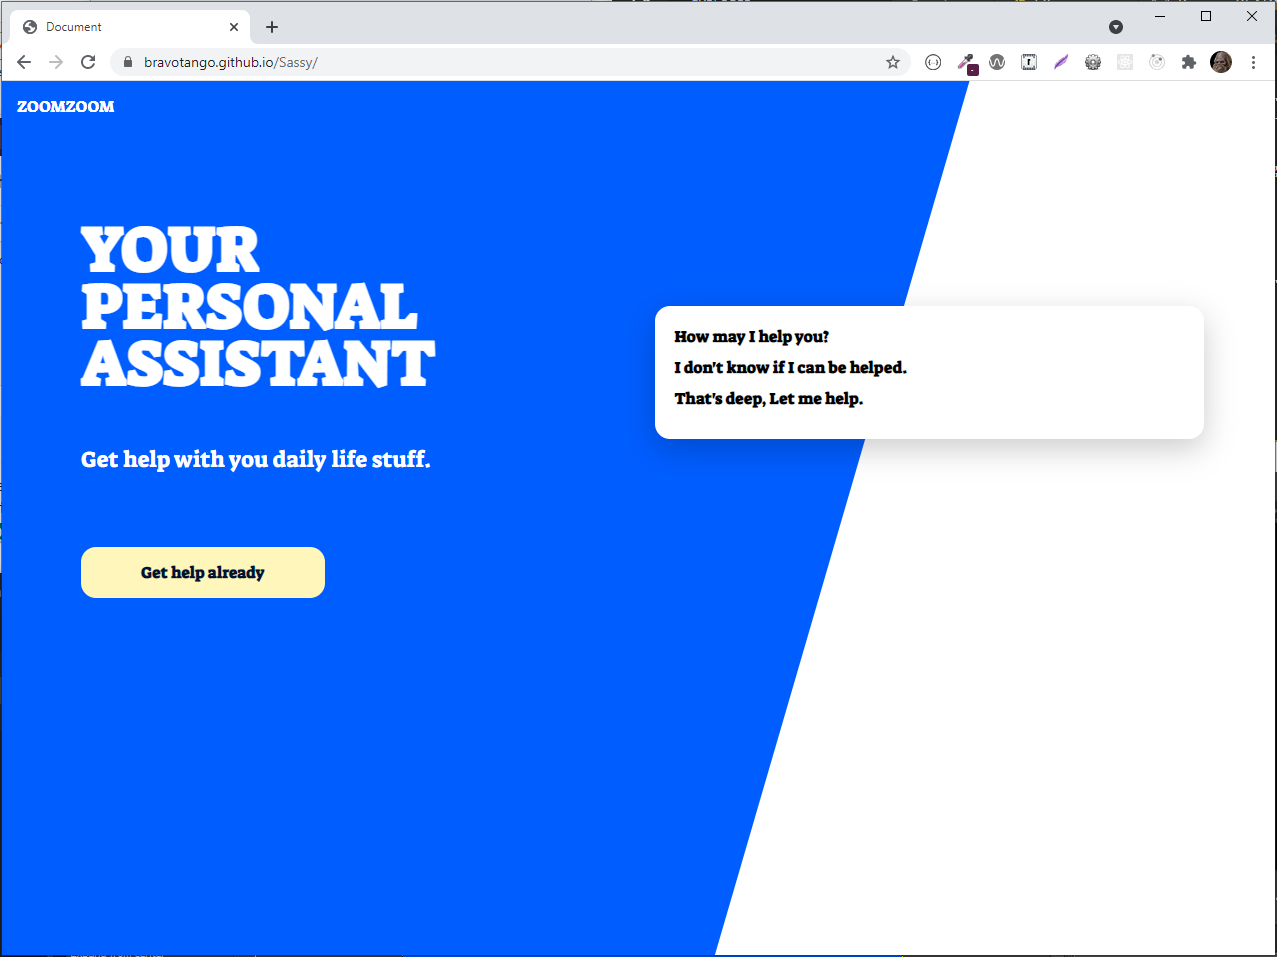 Document
bravotango.github.io/Sassy/
ZOOMZOOM
YOUR
PERSONAL
ASSISTANT
Get help with you daily life stuff.
Get help already
How may I help you?
I don't know if I can be helped.
That's deep, Let me help.